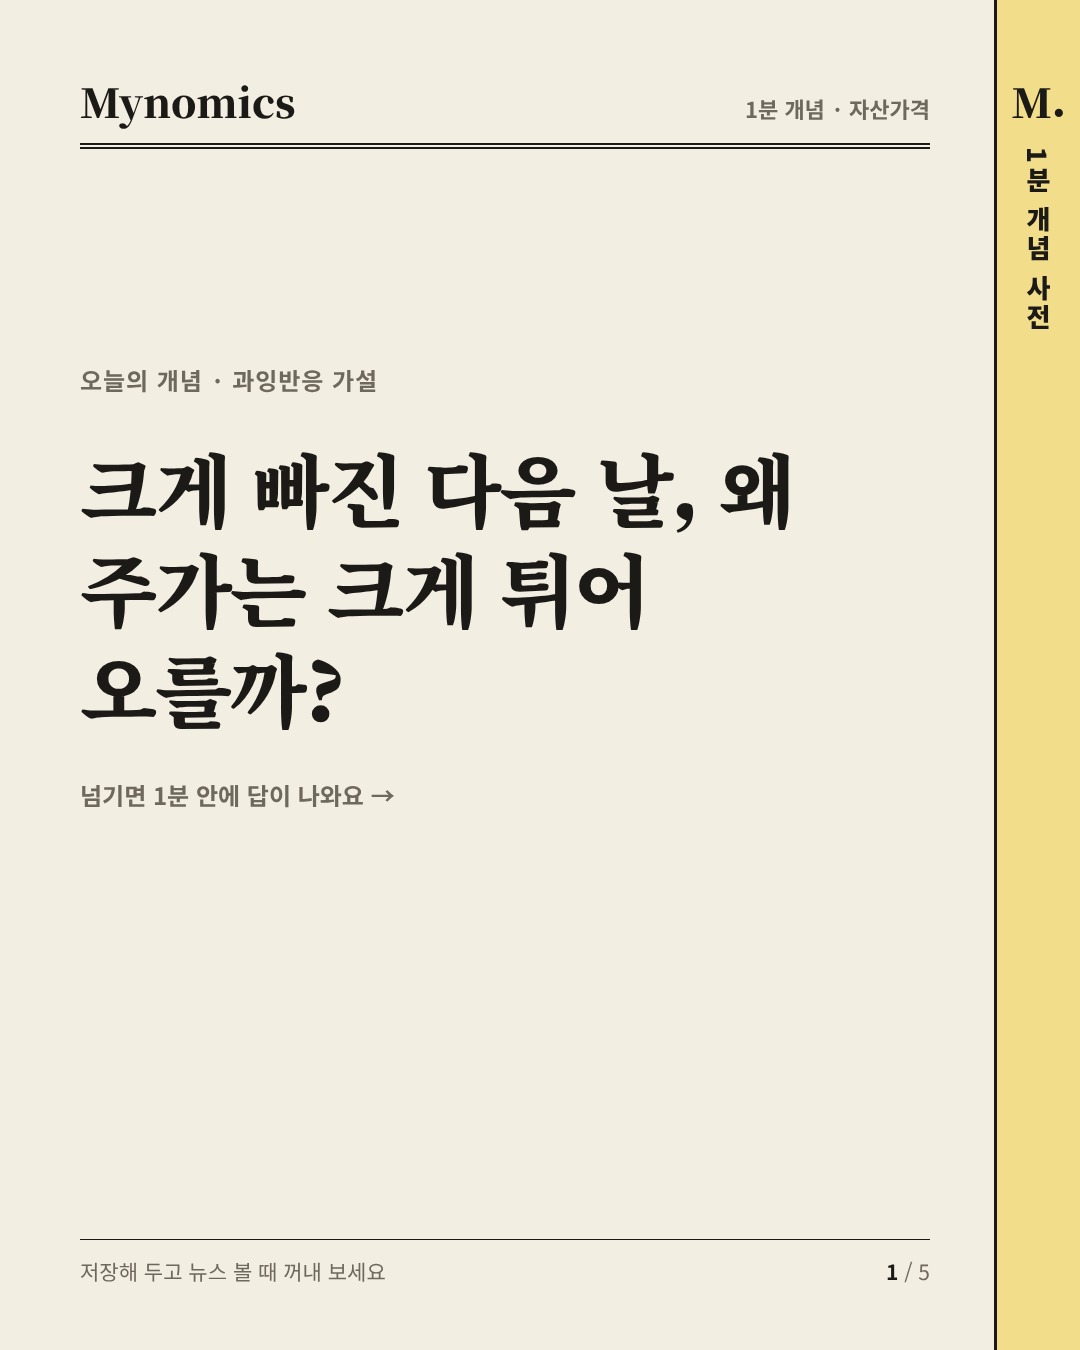 Mynomics
1분 개념 · 자산가격
M.
1분 개념 사전
오늘의 개념 · 과잉반응 가설
크게 빠진 다음 날, 왜
주가는 크게 튀어
오를까?
넘기면 1분 안에 답이 나와요 →
저장해 두고 뉴스 볼 때 꺼내 보세요
1 / 5